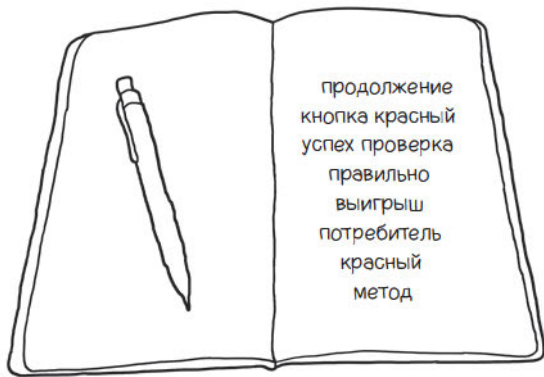 продолжение
кнопка красный
успех проверка
правильно
выигрыш
потребитель
красный
метод